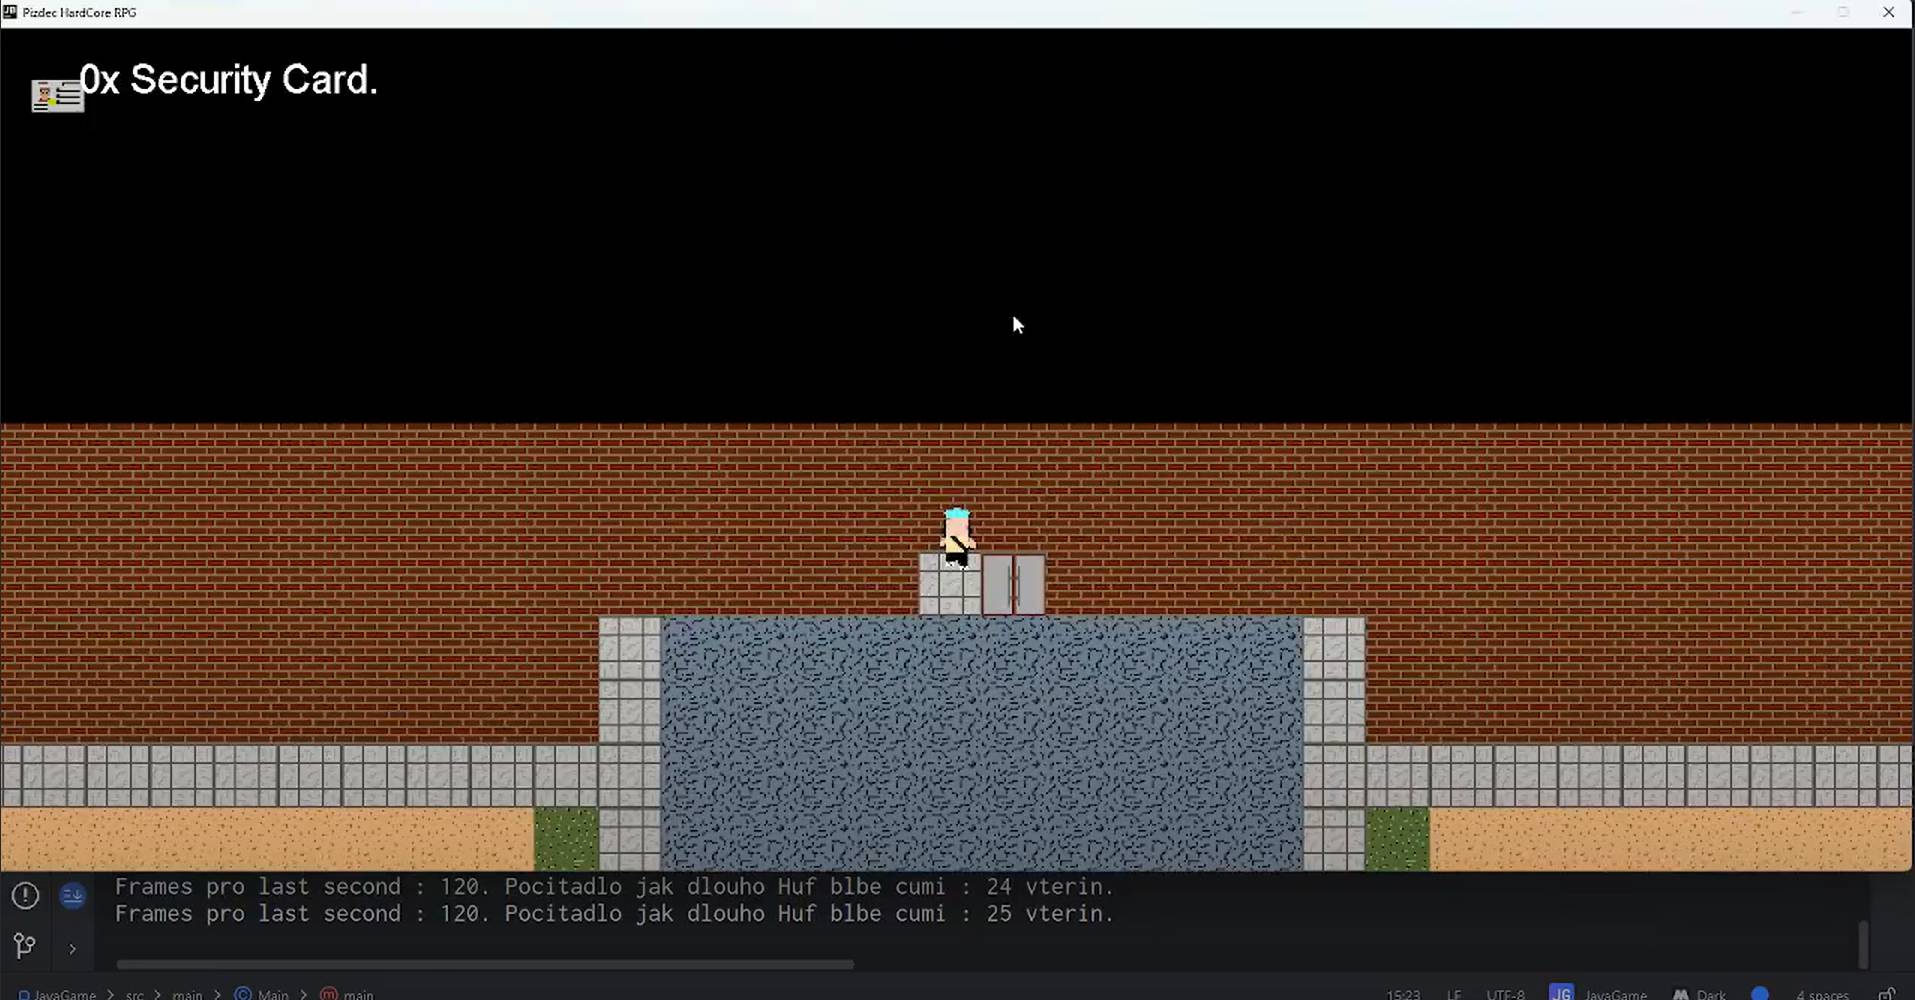 Pizdec HardCore RPG
0x Security Card.
Frames pro last second : 120. Pocitadlo jak dlouho Huf blbe cumi : 24 vterin.
Frames pro last second : 120. Pocitadlo jak dlouho Huf blbe cumi : 25 vterin.
JavaGame > src > main > Main > main
15:23 LF UTF-8 JG JavaGame Dark 4 spaces